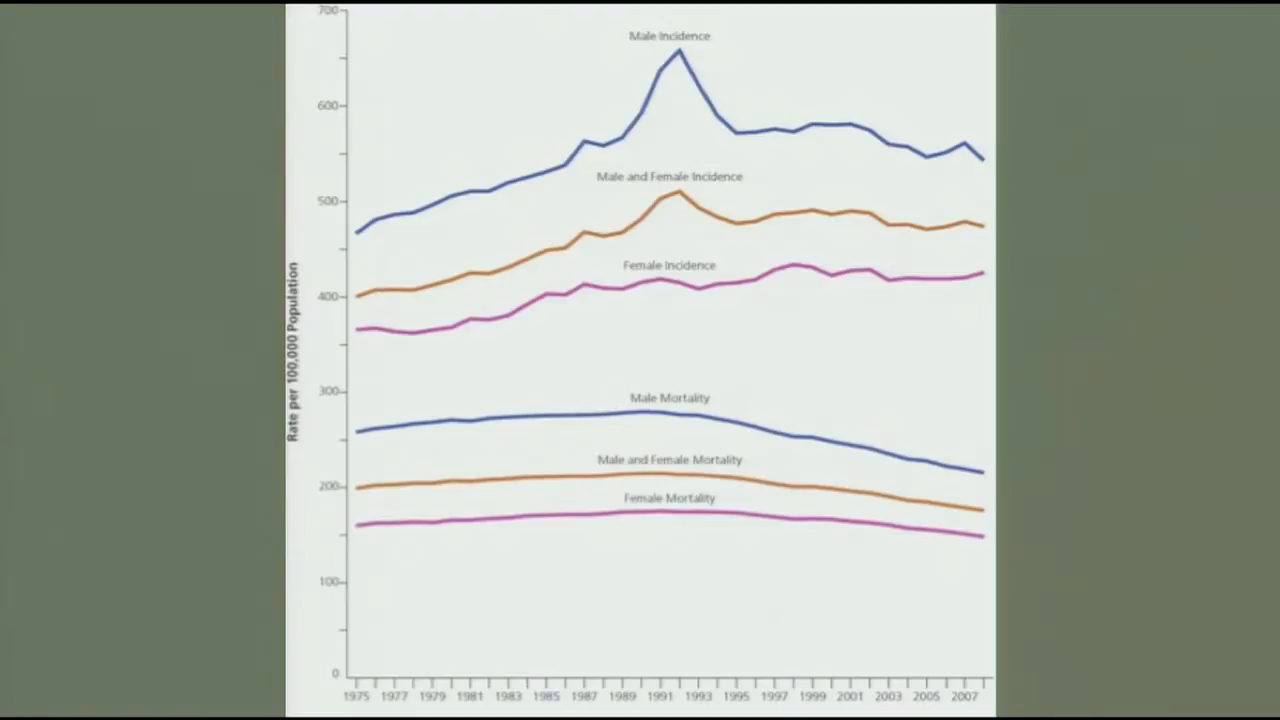 700
Male Incidence
600
Male and Female Incidence
500
Female Incidence
400
Rate per 100,000 Population
300
Male Mortality
Male and Female Mortality
200
Female Mortality
100
0
1975 1977 1979 1981 1983 1985 1987 1989 1991 1993 1995 1997 1999 2001 2003 2005 2007